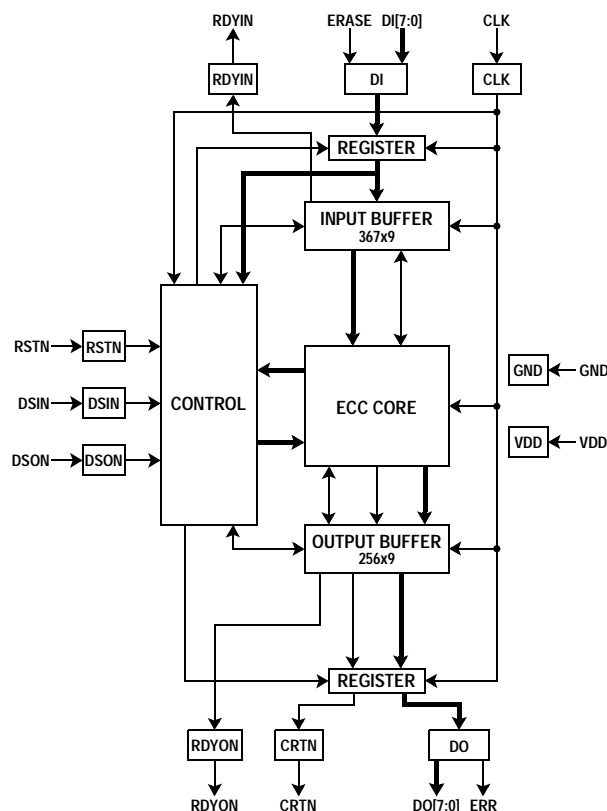 RDYIN ERASE DI[7:0] CLK
RDYIN DI CLK
REGISTER
INPUT BUFFER
367x9
RSTN RSTN
DSIN DSIN
DSON DSON
CONTROL
ECC CORE
GND GND
VDD VDD
OUTPUT BUFFER
256x9
REGISTER
RDYON CRTN DO
RDYON CRTN DO[7:0] ERR